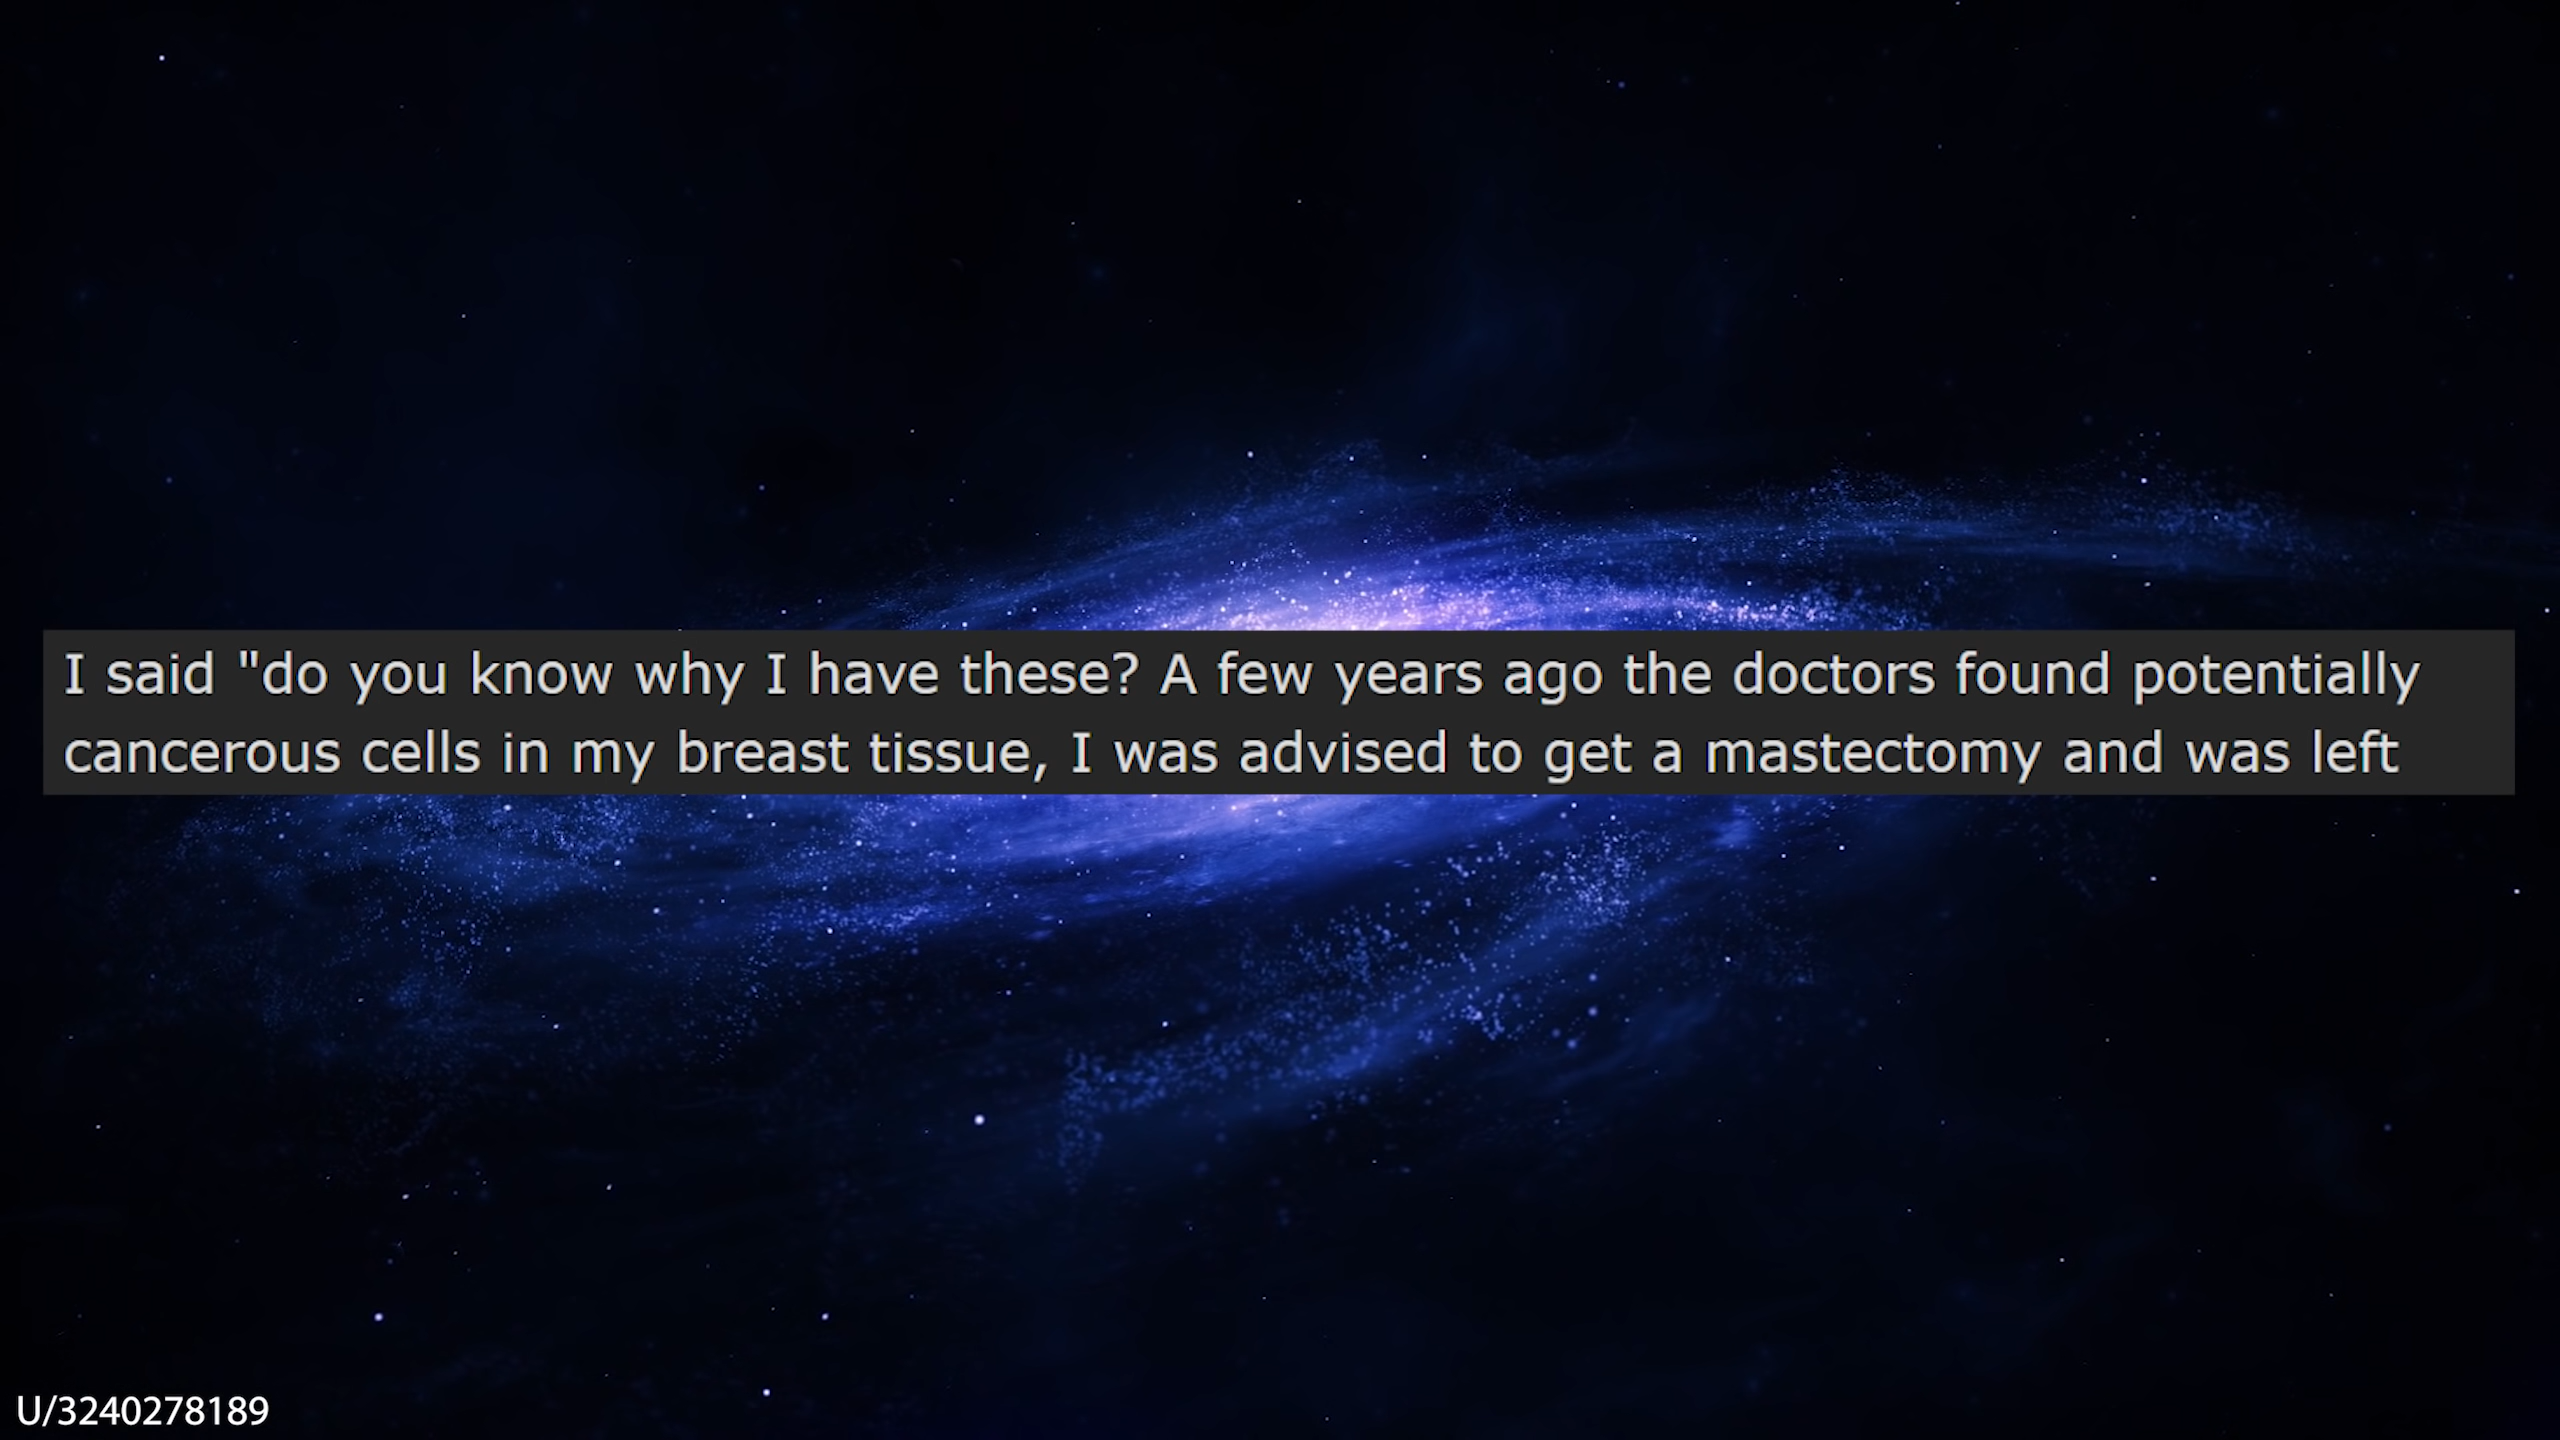 I said "do you know why I have these? A few years ago the doctors found potentially
cancerous cells in my breast tissue, I was advised to get a mastectomy and was left
U/3240278189